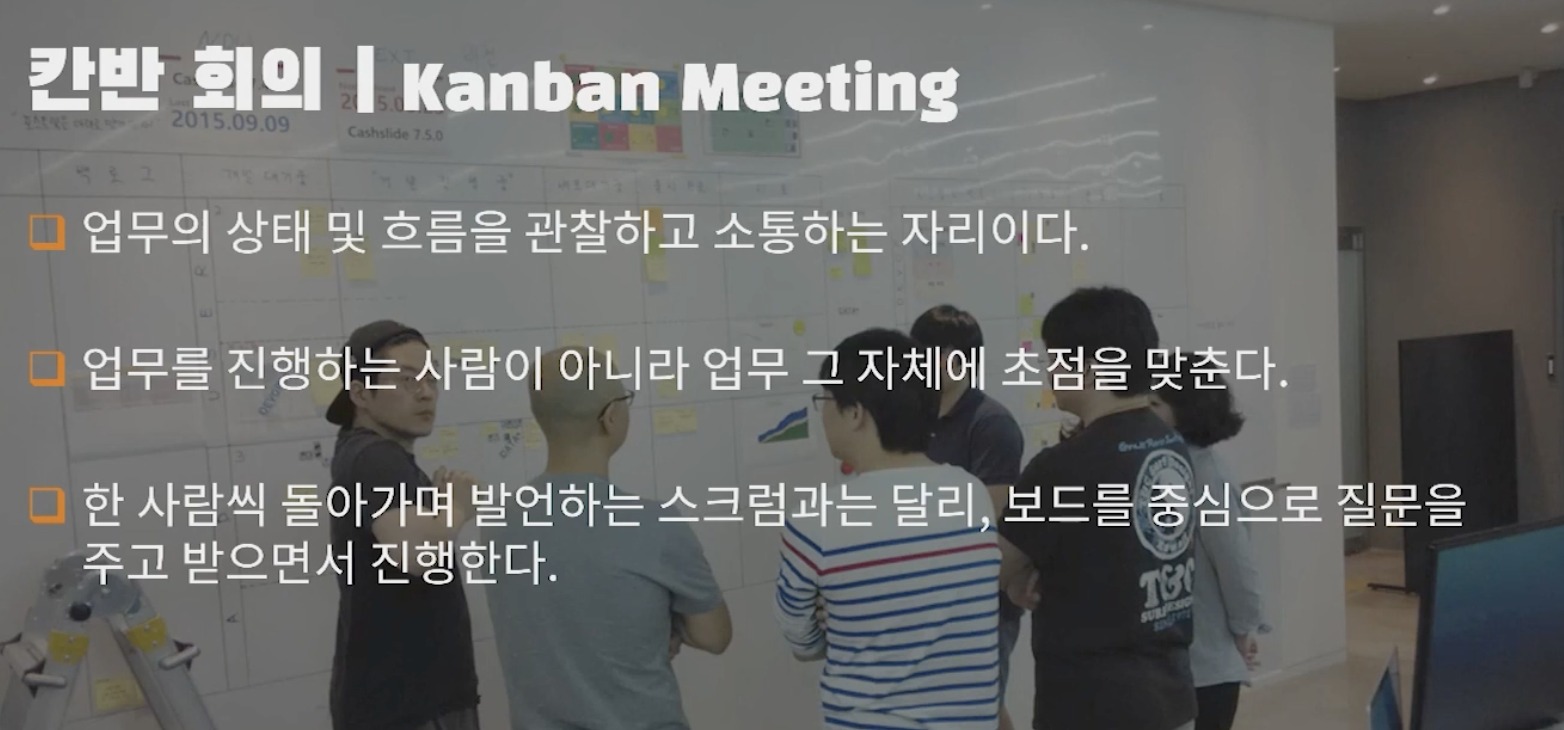 칸반 회의 | Kanban Meeting
2015.09.09
Cashslide 7.5.0
백로그
❑ 업무의 상태 및 흐름을 관찰하고 소통하는 자리이다.
❑ 업무를 진행하는 사람이 아니라 업무 그 자체에 초점을 맞춘다.
❑ 한 사람씩 돌아가며 발언하는 스크럼과는 달리, 보드를 중심으로 질문을
주고 받으면서 진행한다.